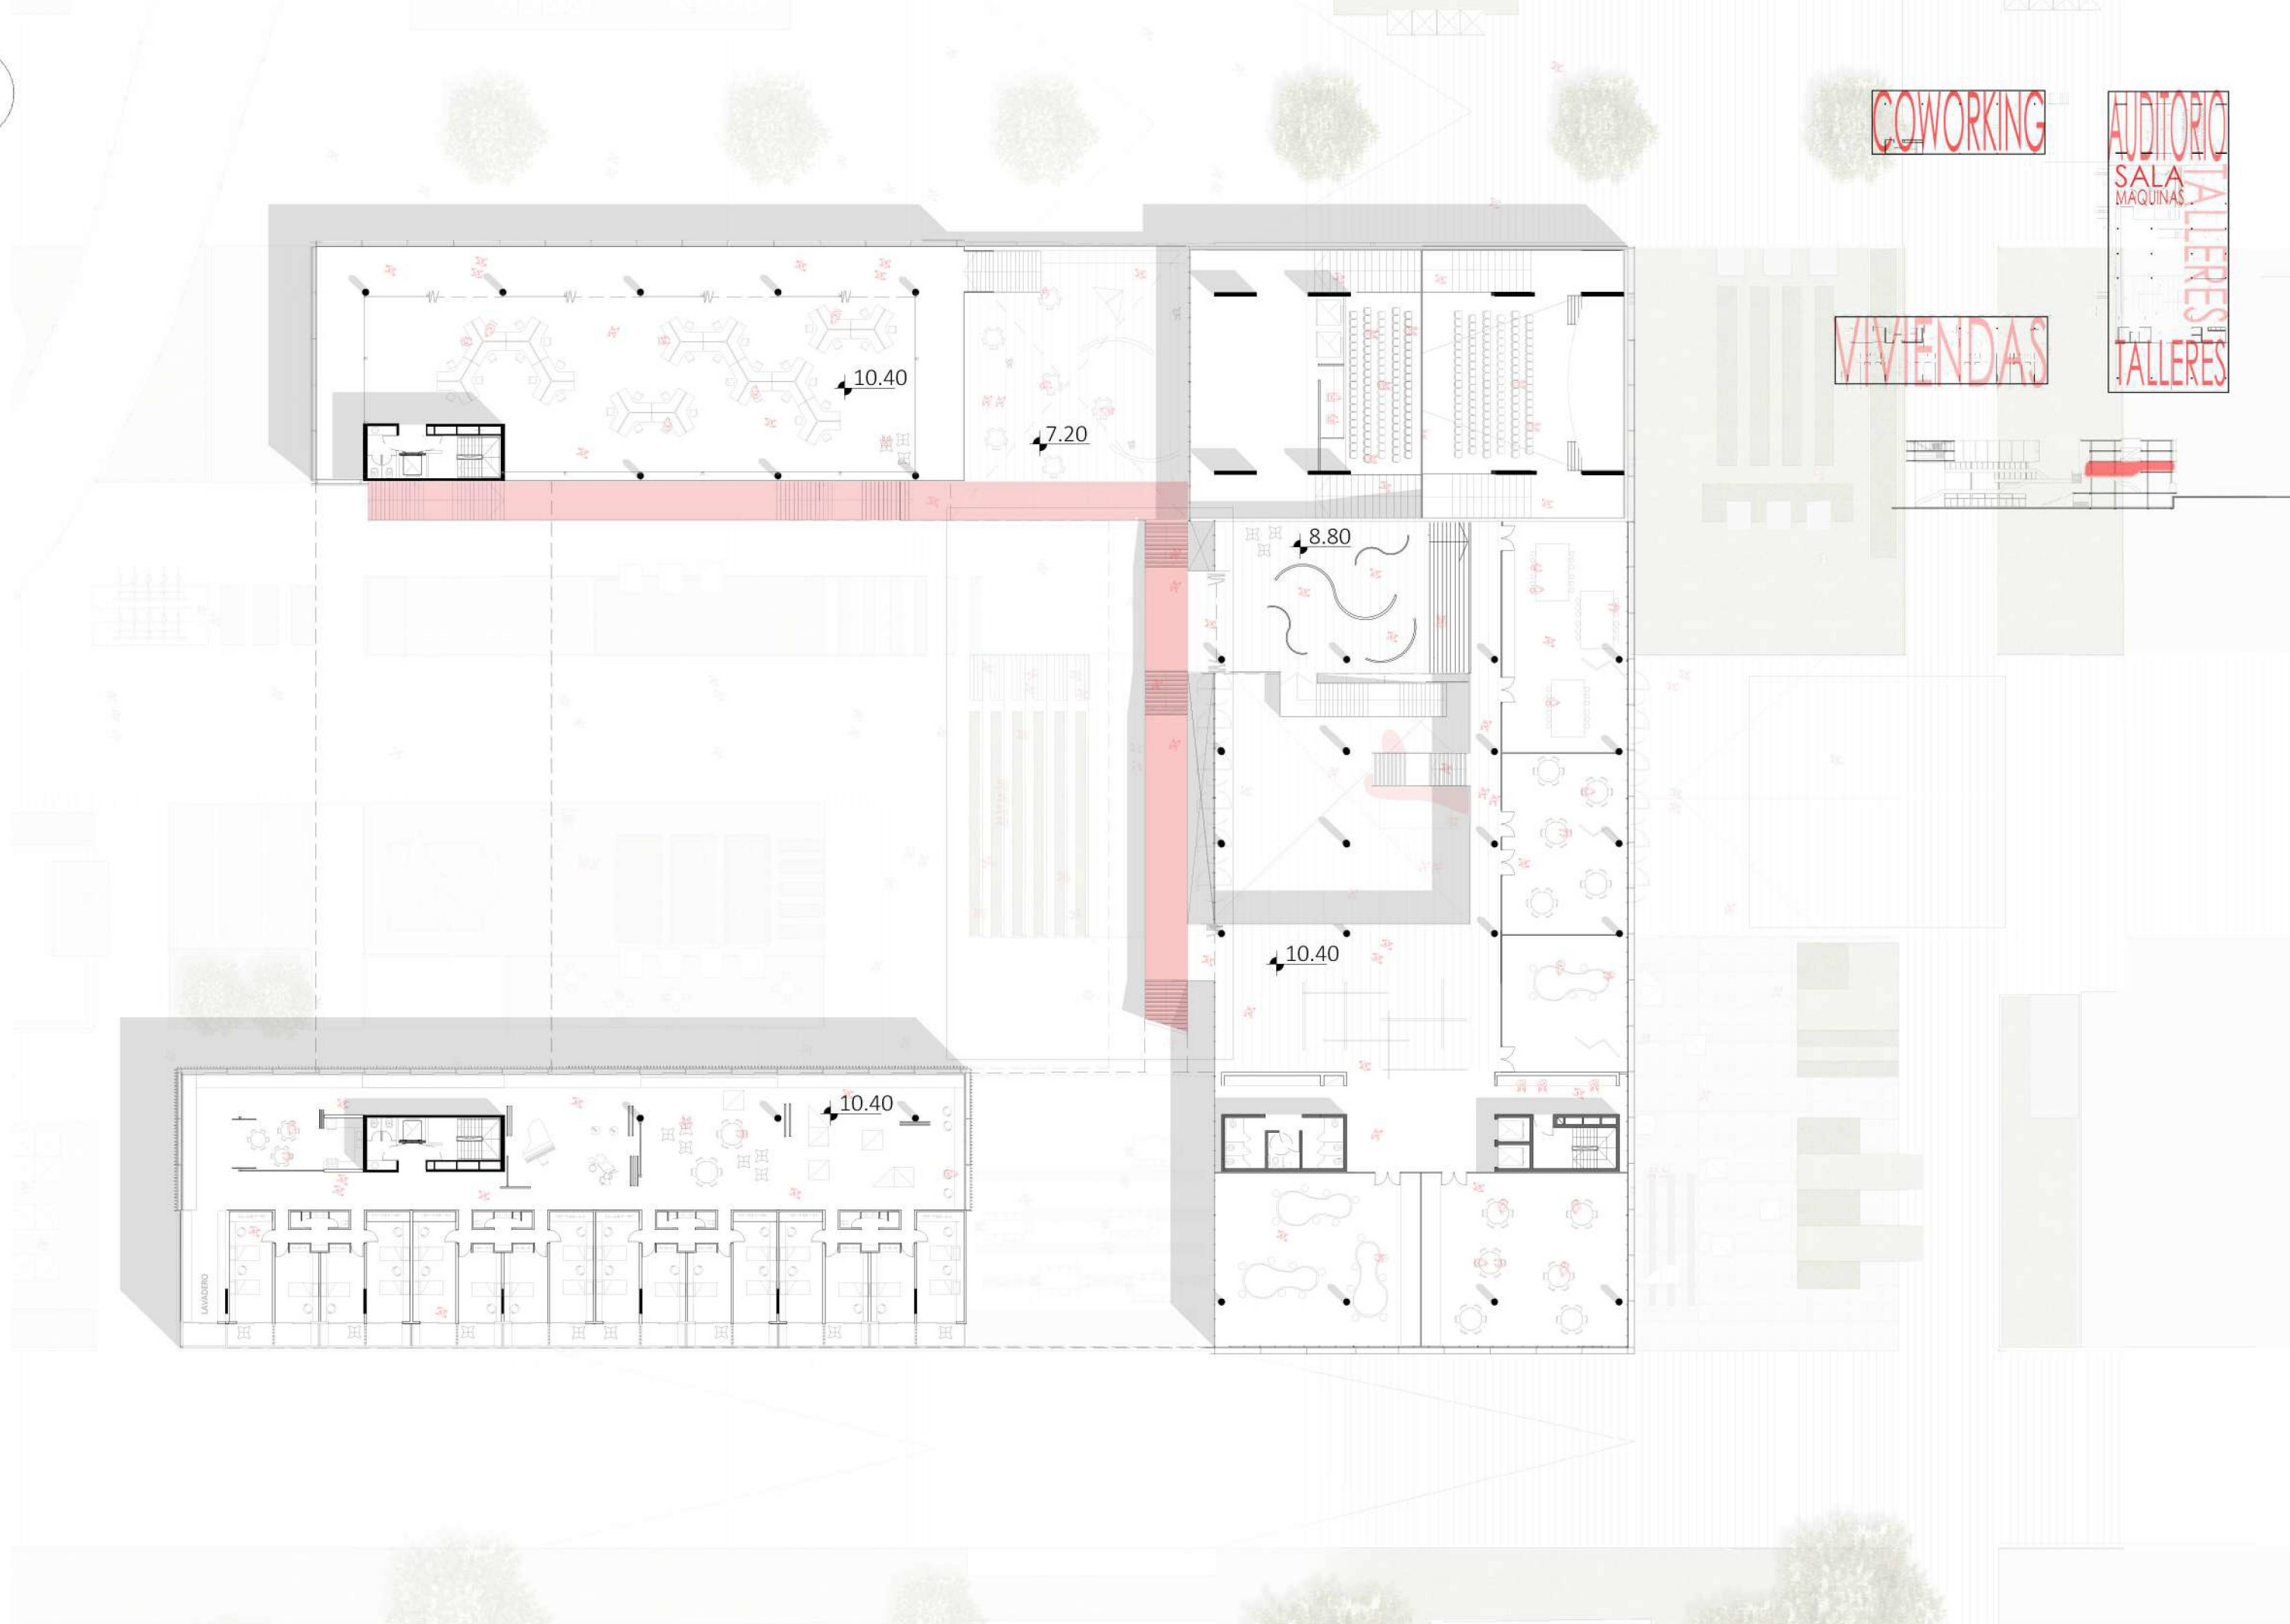 COWORKING
AUDITORIO
SALA
MAQUINAS
TALLERES
VIVIENDAS
TALLERES
10.40
7.20
8.80
10.40
10.40
LAVADERO